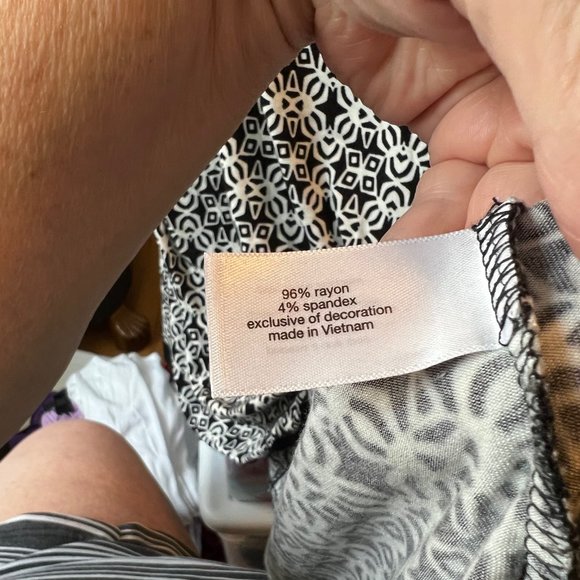 96% rayon
4% spandex
exclusive of decoration
made in Vietnam